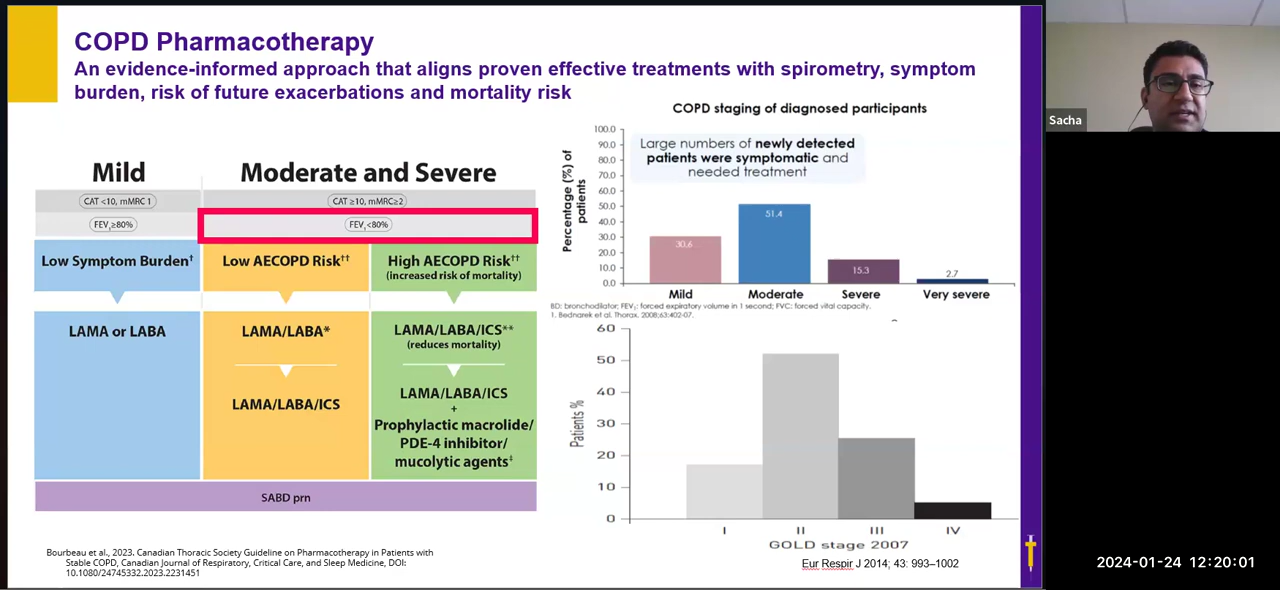 COPD Pharmacotherapy
An evidence-informed approach that aligns proven effective treatments with spirometry, symptom
burden, risk of future exacerbations and mortality risk
Mild
Moderate and Severe
CAT <10, mMRC 1
CAT ≥10, mMRC≥2
FEV₁≥80%
FEV₁<80%
Low Symptom Burden†
Low AECOPD Risk††
High AECOPD Risk††
(increased risk of mortality)
LAMA or LABA
LAMA/LABA*
LAMA/LABA/ICS**
(reduces mortality)
LAMA/LABA/ICS
LAMA/LABA/ICS
+
Prophylactic macrolide/
PDE-4 inhibitor/
mucolytic agents‡
SABD prn
Bourbeau et al., 2023. Canadian Thoracic Society Guideline on Pharmacotherapy in Patients with
Stable COPD, Canadian Journal of Respiratory, Critical Care, and Sleep Medicine, DOI:
10.1080/24745332.2023.2231451
COPD staging of diagnosed participants
Large numbers of newly detected
patients were symptomatic and
needed treatment
Percentage (%) of
patients
100.0
90.0
80.0
70.0
60.0
50.0
40.0
30.0
20.0
10.0
0.0
30.6
51.4
15.3
2.7
Mild
Moderate
Severe
Very severe
BD: bronchodilator; FEV₁: forced expiratory volume in 1 second; FVC: forced vital capacity.
1. Bednarek et al. Thorax. 2008;63:402-07.
Patients %
60
50
40
30
20
10
0
I
II
III
IV
GOLD stage 2007
Eur Respir J 2014; 43: 993–1002
Sacha
2024-01-24 12:20:01